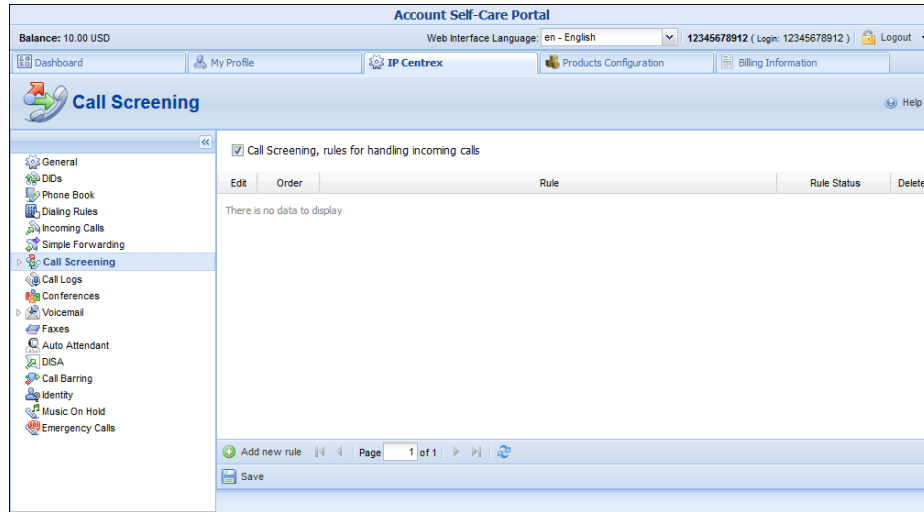 Account Self-Care Portal
Balance: 10.00 USD Web Interface Language: en - English 12345678912 ( Login: 12345678912 ) Logout
Dashboard My Profile IP Centrex Products Configuration Billing Information
Call Screening Help
Call Screening, rules for handling incoming calls
Edit Order Rule Rule Status Delete
There is no data to display
General
DIDs
Phone Book
Dialing Rules
Incoming Calls
Simple Forwarding
Call Screening
Call Logs
Conferences
Voicemail
Faxes
Auto Attendant
DISA
Call Barring
Identity
Music On Hold
Emergency Calls
Add new rule Page 1 of 1
Save